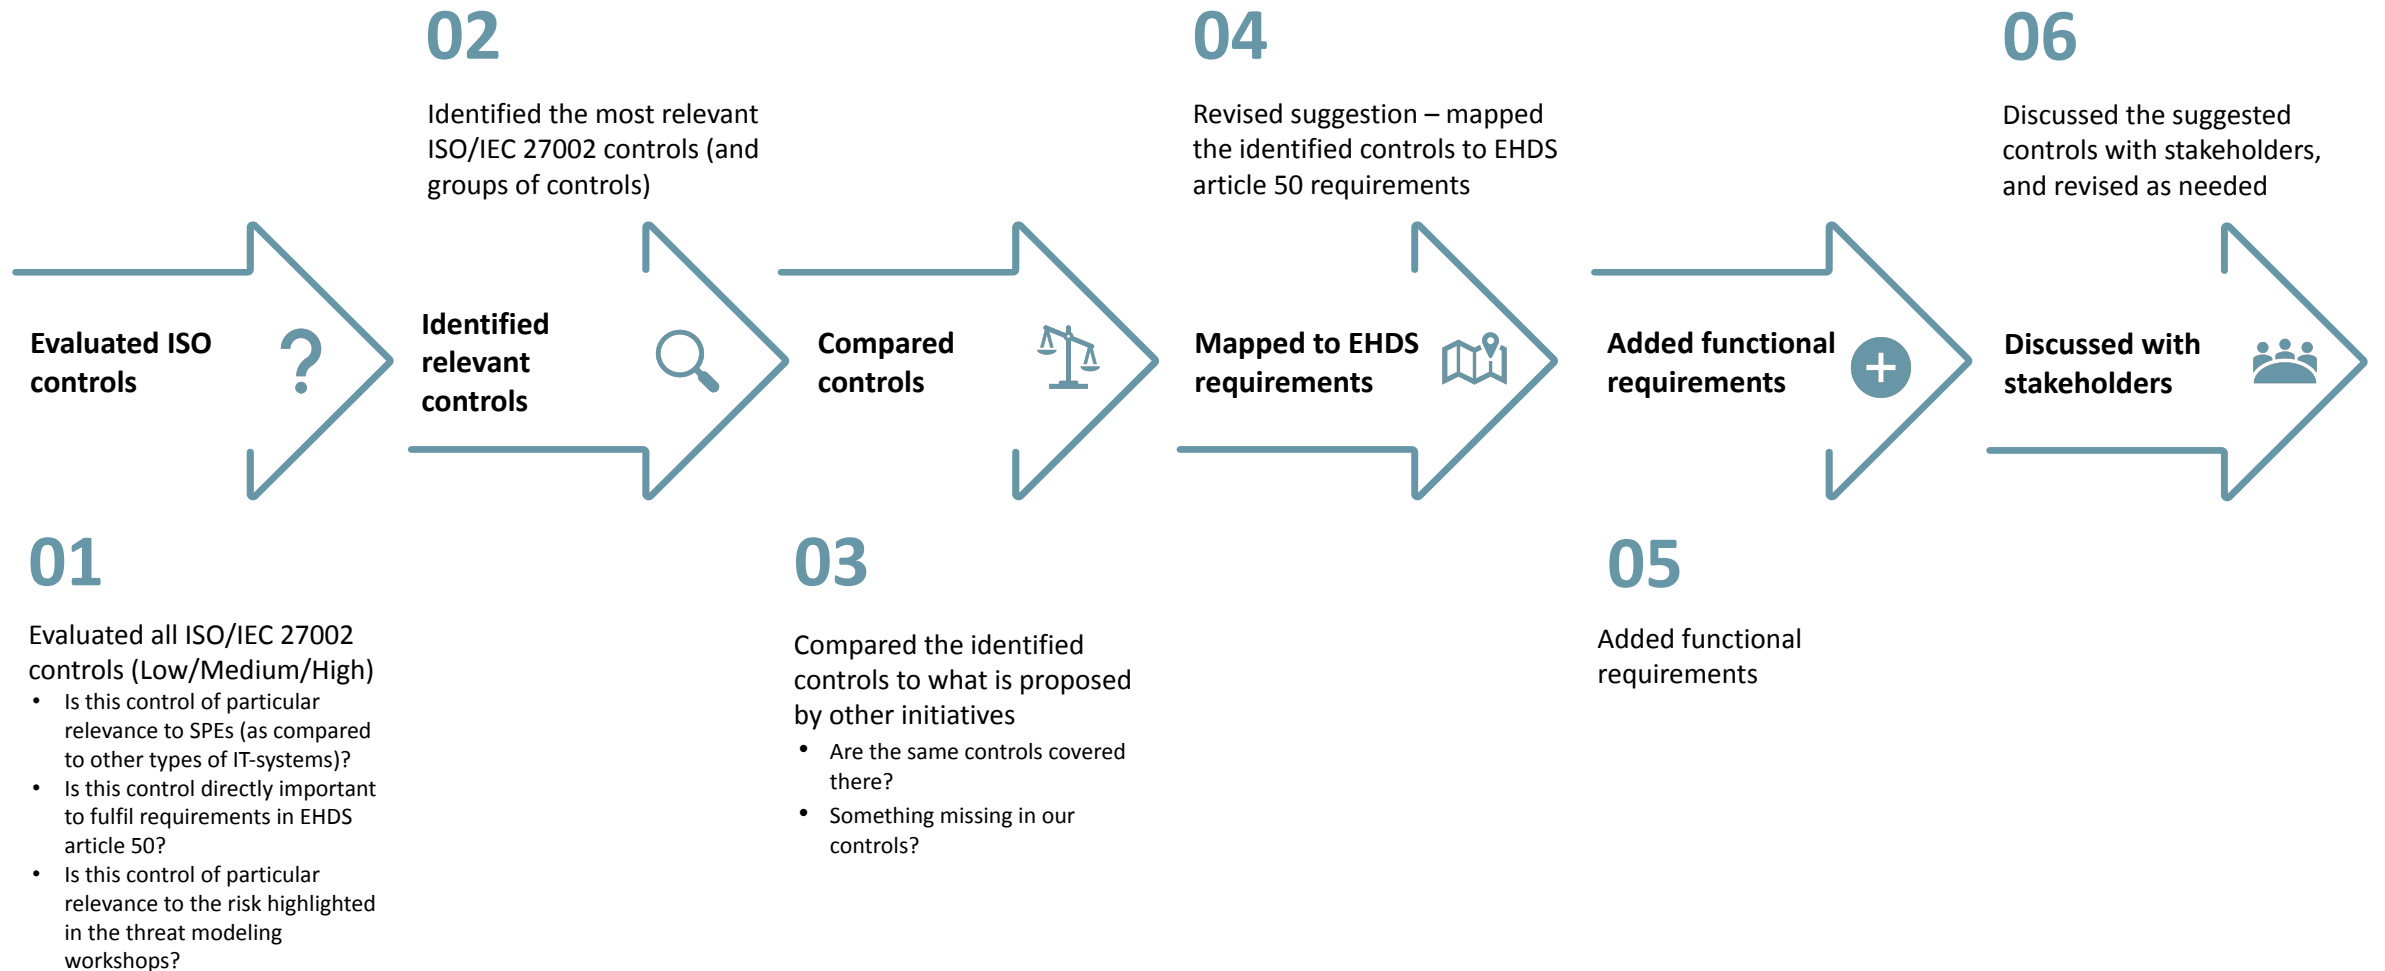 02
Identified the most relevant
ISO/IEC 27002 controls (and
groups of controls)
04
Revised suggestion – mapped
the identified controls to EHDS
article 50 requirements
06
Discussed the suggested
controls with stakeholders,
and revised as needed
Evaluated ISO
controls
Identified
relevant
controls
Compared
controls
Mapped to EHDS
requirements
Added functional
requirements
Discussed with
stakeholders
01
Evaluated all ISO/IEC 27002
controls (Low/Medium/High)
• Is this control of particular
relevance to SPEs (as compared
to other types of IT-systems)?
• Is this control directly important
to fulfil requirements in EHDS
article 50?
• Is this control of particular
relevance to the risk highlighted
in the threat modeling
workshops?
03
Compared the identified
controls to what is proposed
by other initiatives
• Are the same controls covered
there?
• Something missing in our
controls?
05
Added functional
requirements